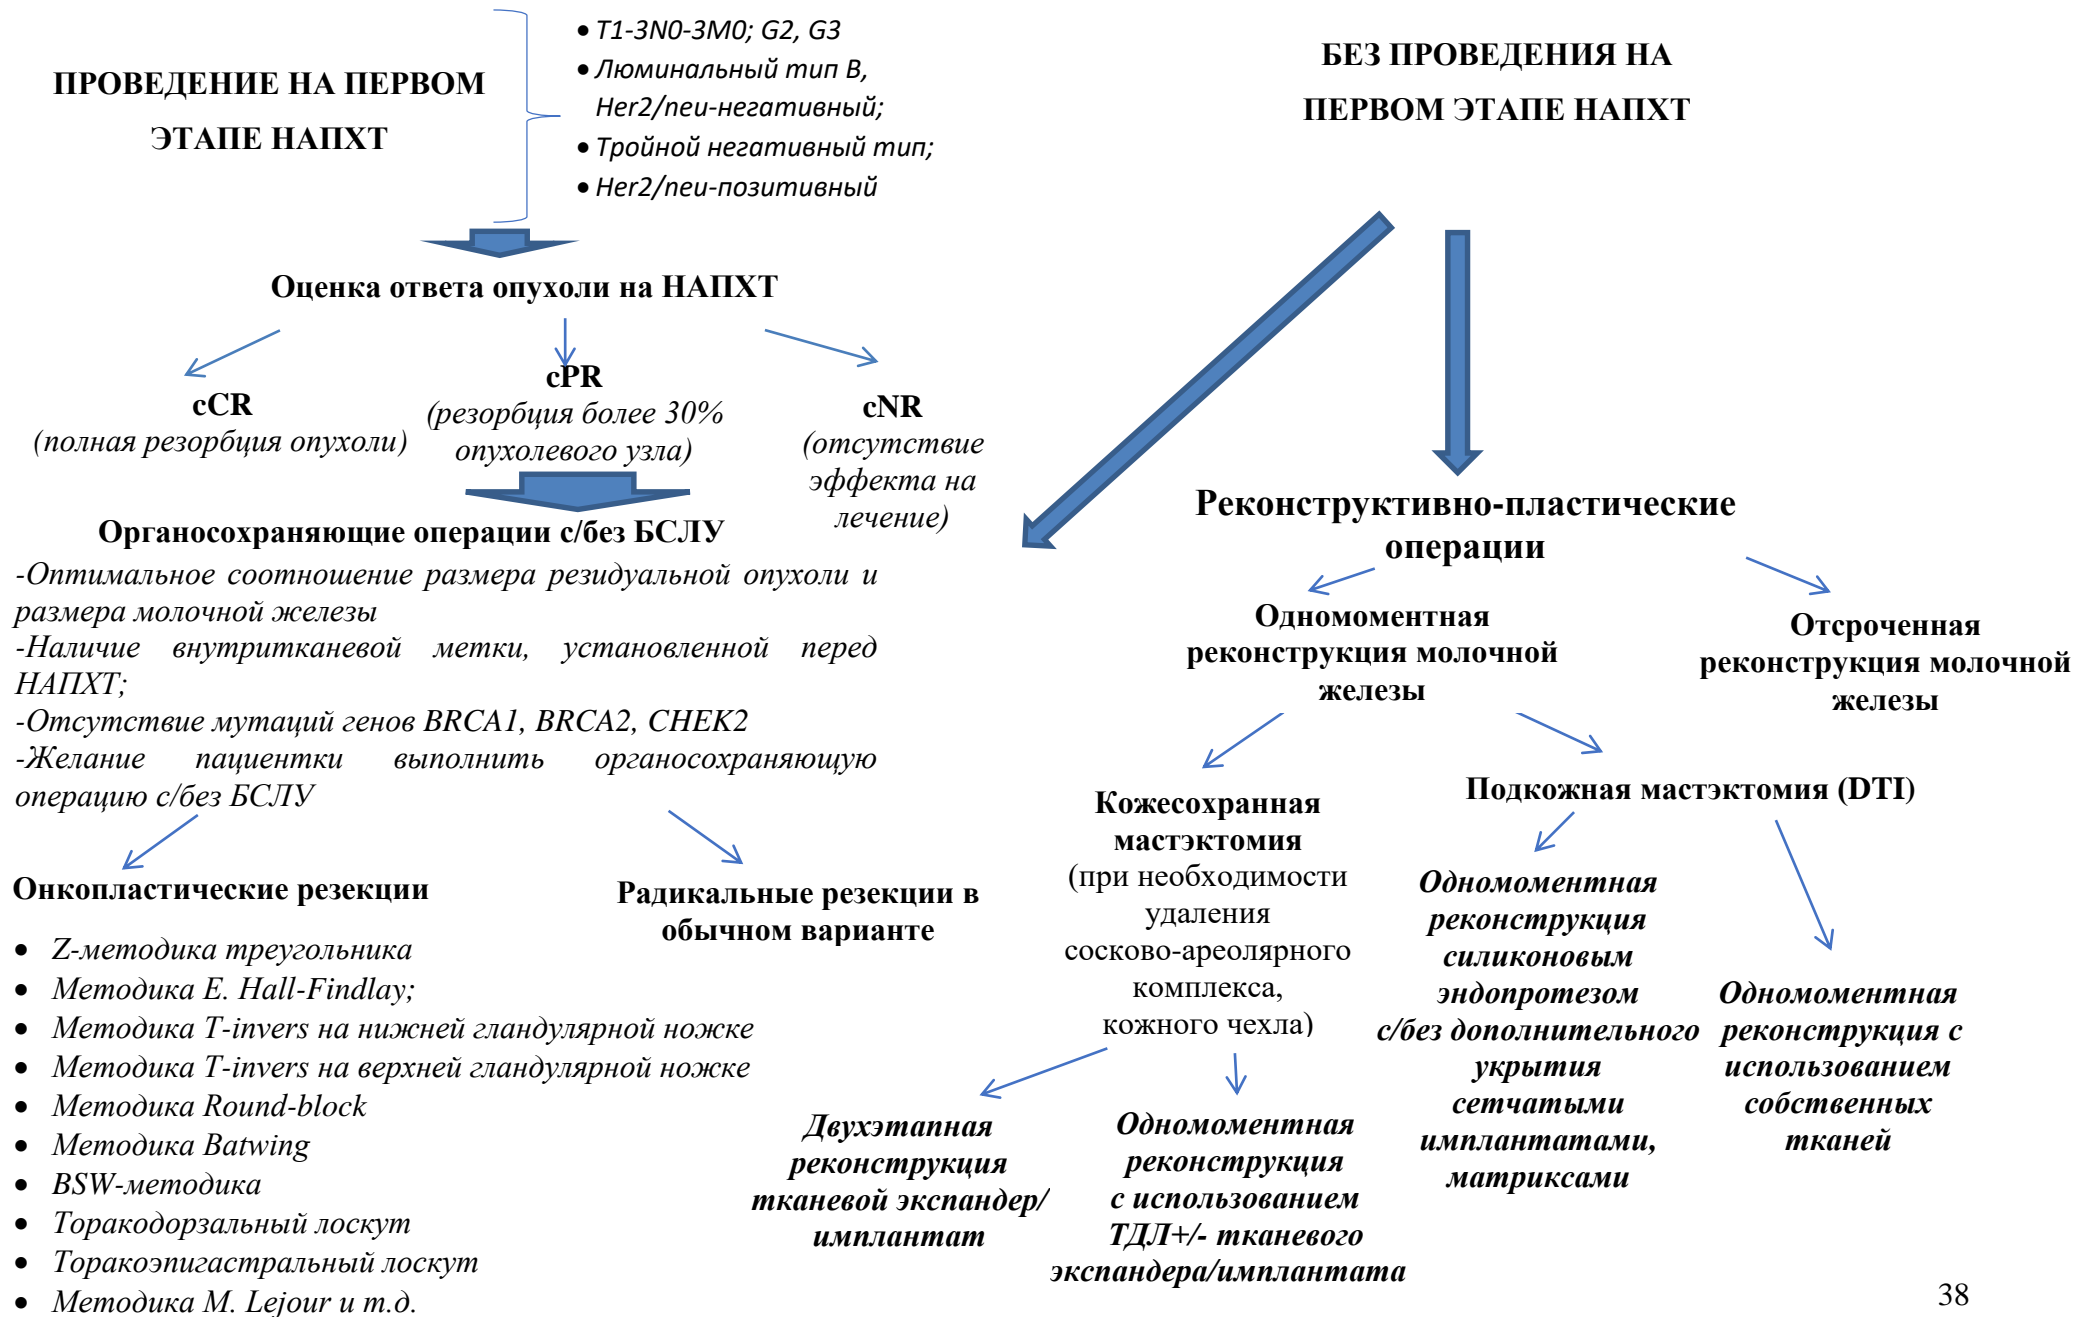 ПРОВЕДЕНИЕ НА ПЕРВОМ
ЭТАПЕ НАПХТ
• T1-3N0-3M0; G2, G3
• Люминальный тип В,
Her2/neu-негативный;
• Тройной негативный тип;
• Her2/neu-позитивный
БЕЗ ПРОВЕДЕНИЯ НА
ПЕРВОМ ЭТАПЕ НАПХТ
Оценка ответа опухоли на НАПХТ
cCR
(полная резорбция опухоли)
cPR
(резорбция более 30%
опухолевого узла)
cNR
(отсутствие
эффекта на
лечение)
Органосохраняющие операции с/без БСЛУ
-Оптимальное соотношение размера резидуальной опухоли и
размера молочной железы
-Наличие внутритканевой метки, установленной перед
НАПХТ;
-Отсутствие мутаций генов BRCA1, BRCA2, CHEK2
-Желание пациентки выполнить органосохраняющую
операцию с/без БСЛУ
Онкопластические резекции
• Z-методика треугольника
• Методика E. Hall-Findlay;
• Методика T-invers на нижней гландулярной ножке
• Методика T-invers на верхней гландулярной ножке
• Методика Round-block
• Методика Batwing
• BSW-методика
• Торакодорзальный лоскут
• Торакоэпигастральный лоскут
• Методика M. Lejour и т.д.
Радикальные резекции в
обычном варианте
Реконструктивно-пластические
операции
Одномоментная
реконструкция молочной
железы
Отсроченная
реконструкция молочной
железы
Кожесохранная
мастэктомия
(при необходимости
удаления
сосково-ареолярного
комплекса,
кожного чехла)
Подкожная мастэктомия (DTI)
Двухэтапная
реконструкция
тканевой экспандер/
имплантат
Одномоментная
реконструкция
с использованием
ТДЛ+/- тканевого
экспандера/имплантата
Одномоментная
реконструкция
силиконовым
эндопротезом
с/без дополнительного
укрытия
сетчатыми
имплантатами,
матриксами
Одномоментная
реконструкция с
использованием
собственных
тканей
38